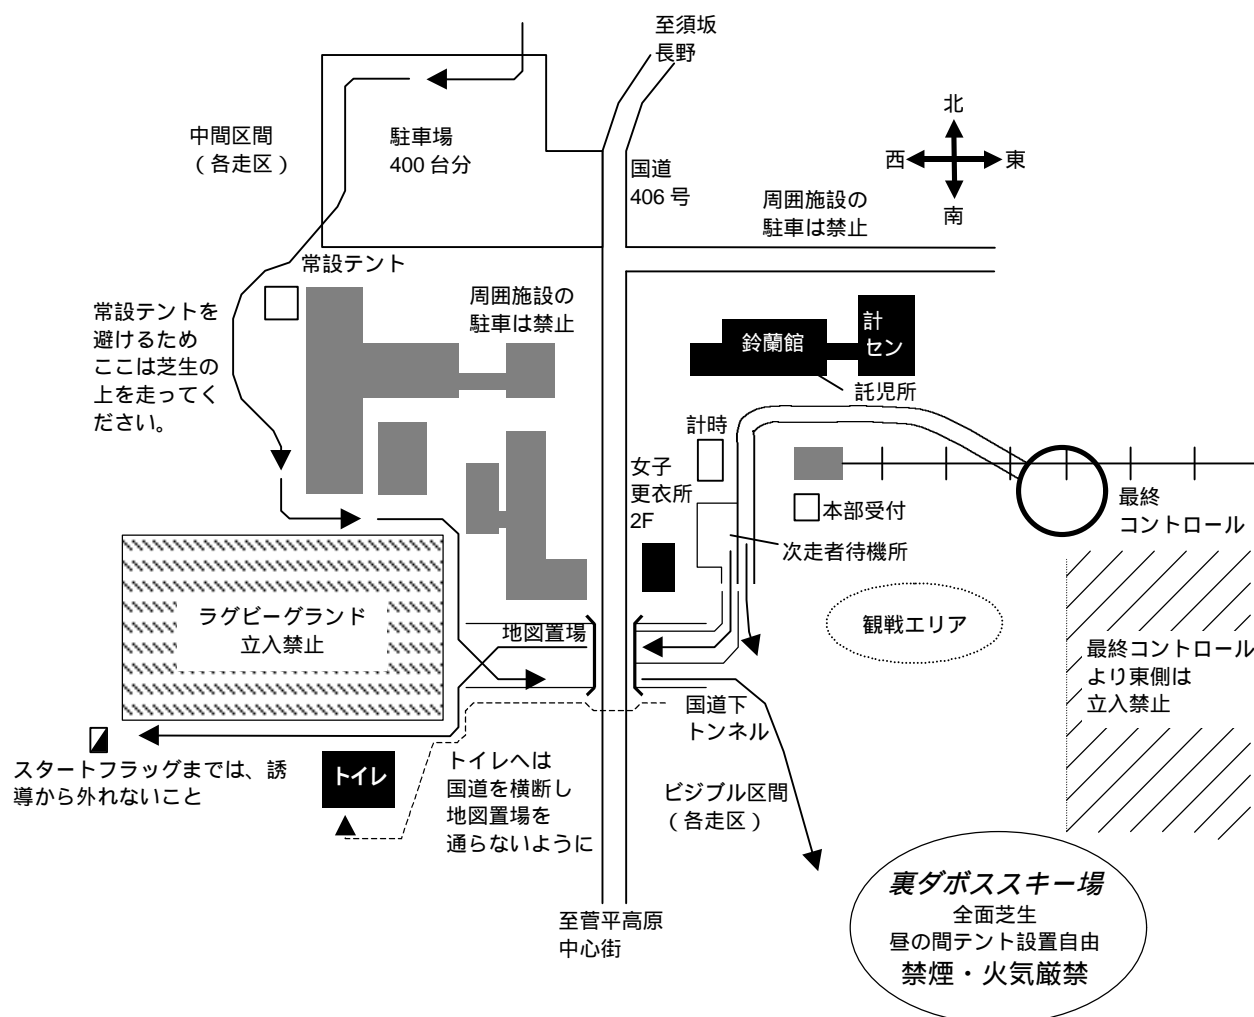 至須坂
長野
北
西
東
南
中間区間
（各走区）
駐車場
400 台分
国道
406 号
周囲施設の
駐車は禁止
常設テント
周囲施設の
駐車は禁止
常設テントを
避けるため
ここは芝生の
上を走ってく
ださい。
鈴蘭館
計
セン
託児所
計時
女子
更衣所
2F
本部受付
最終
コントロール
次走者待機所
ラグビーグランド
立入禁止
地図置場
観戦エリア
最終コントロール
より東側は
立入禁止
国道下
トンネル
スタートフラッグまでは、誘
導から外れないこと
トイレ
トイレへは
国道を横断し
地図置場を
通らないように
ビジブル区間
（各走区）
裏ダボススキー場
全面芝生
昼の間テント設置自由
禁煙・火気厳禁
至菅平高原
中心街